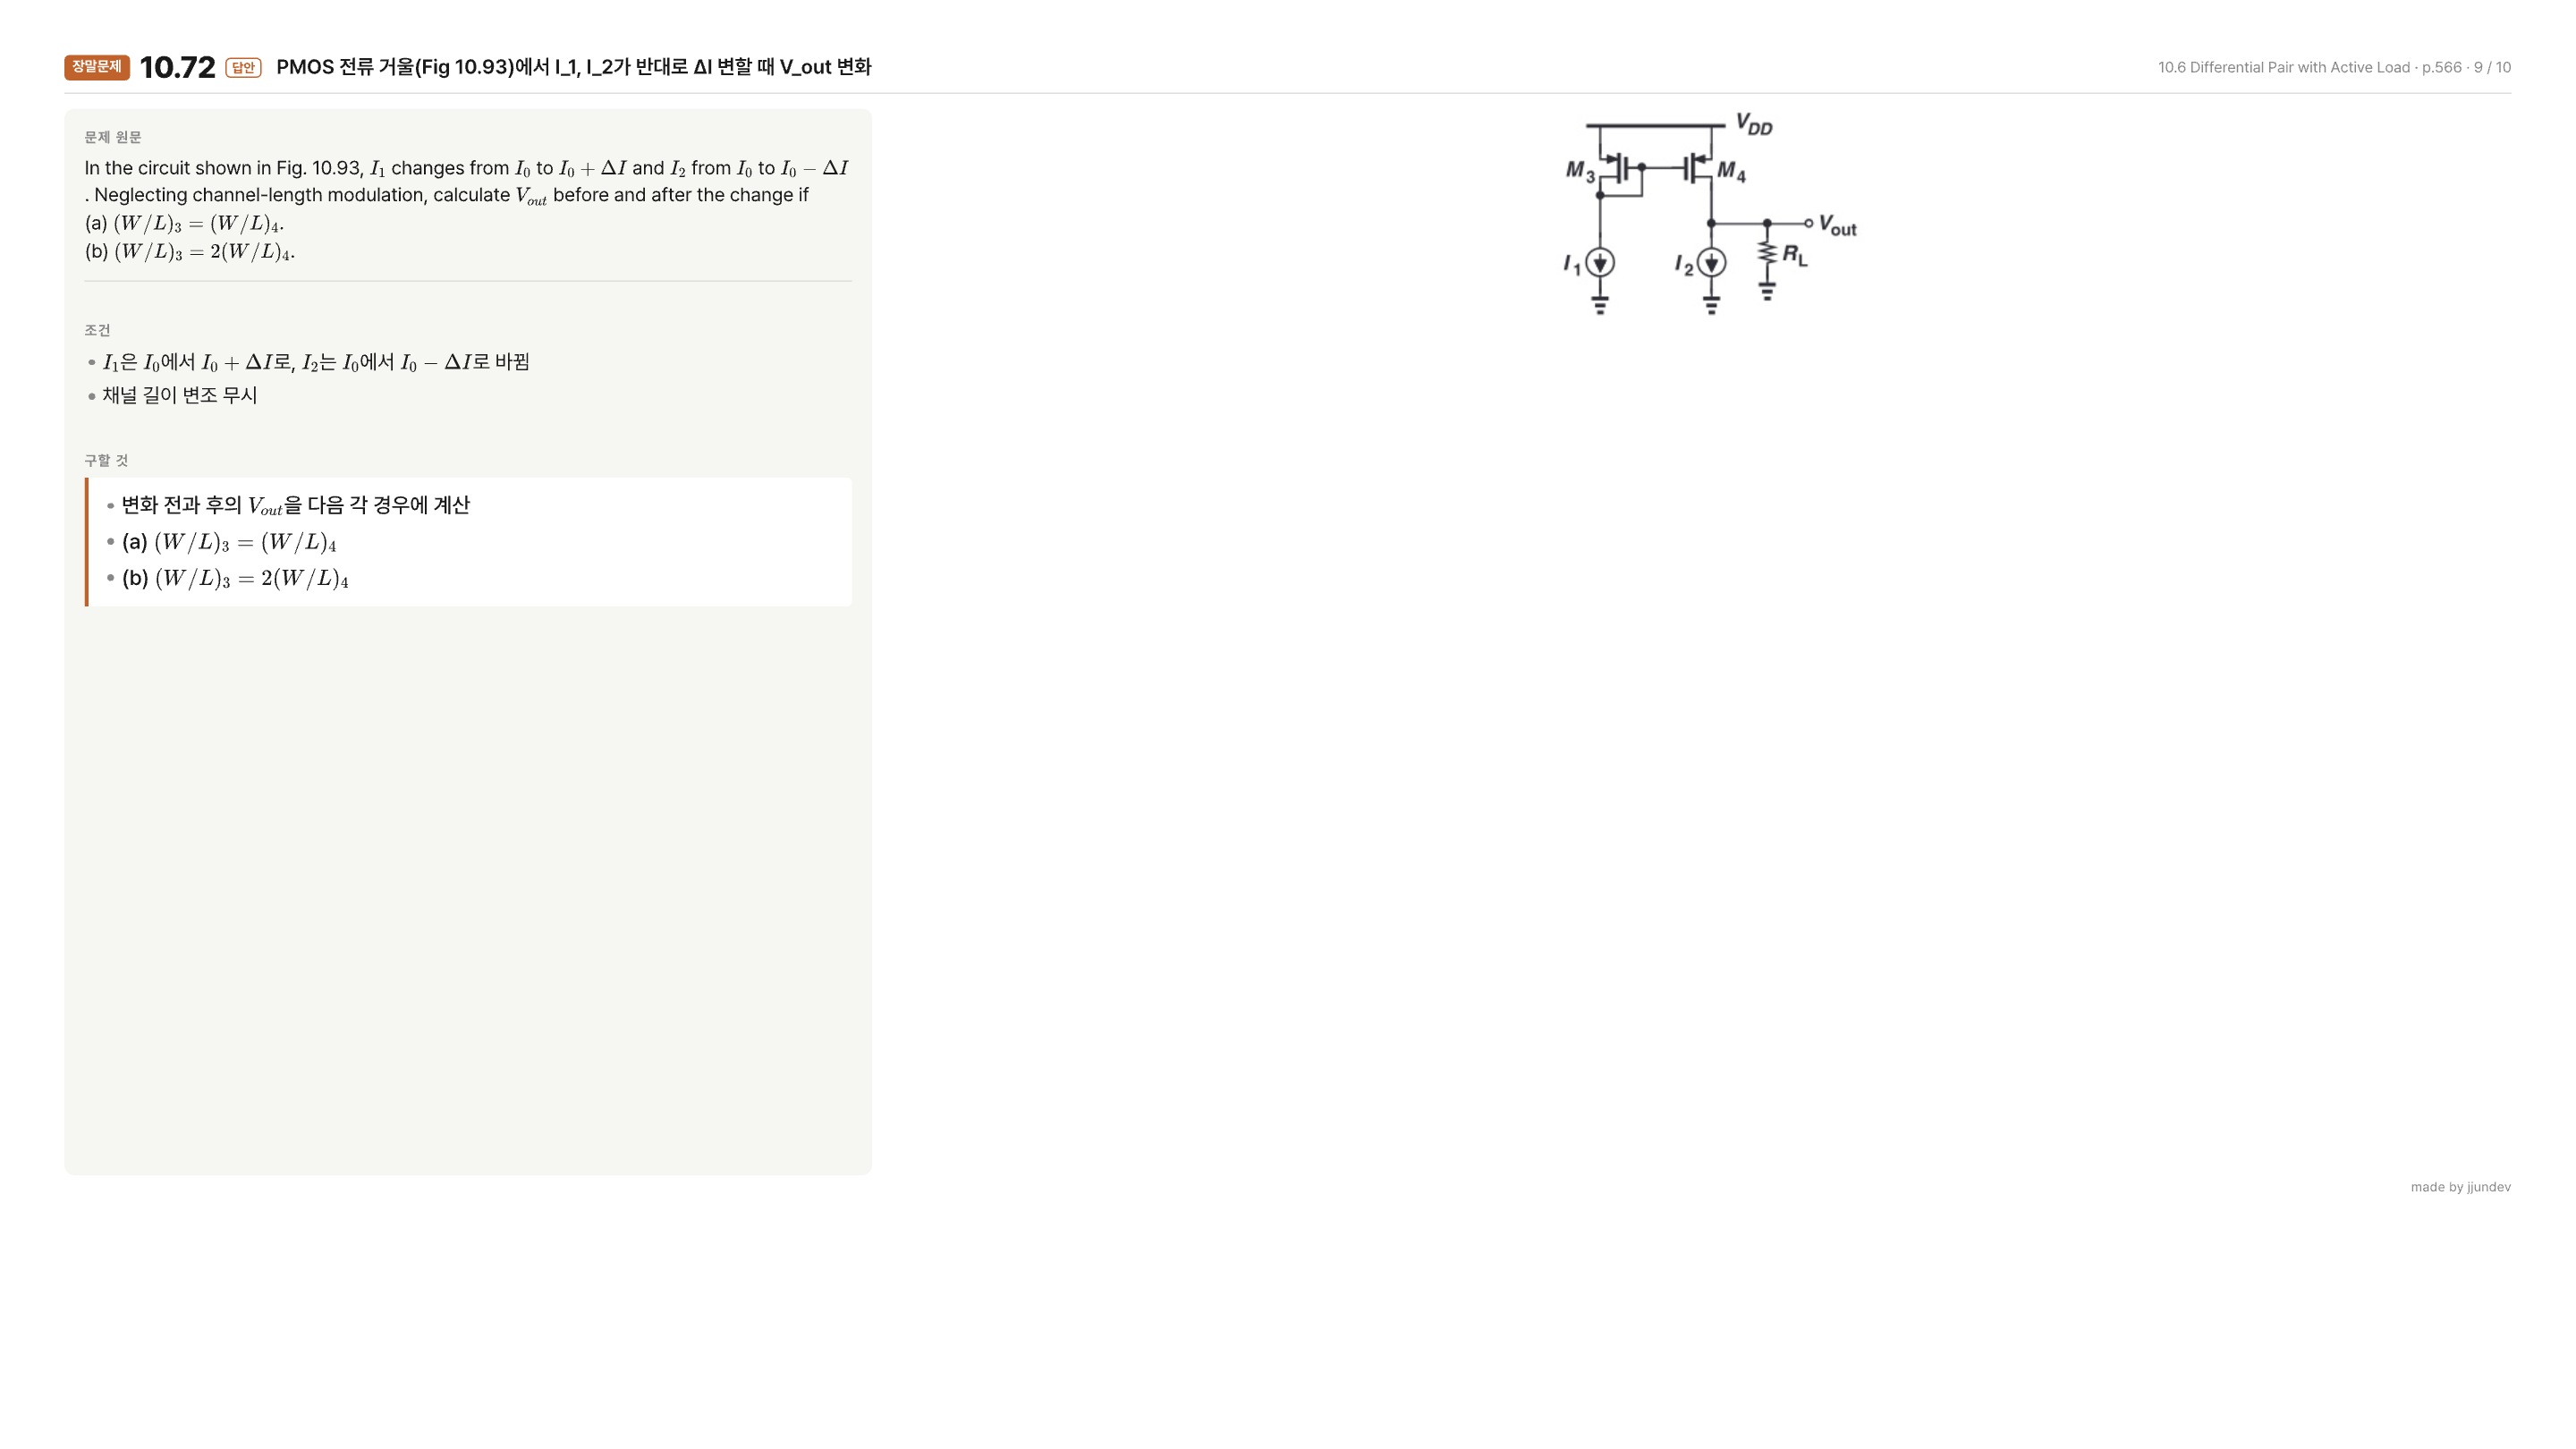 장말문제 10.72 답안 PMOS 전류 거울(Fig 10.93)에서 I_1, I_2가 반대로 ΔI 변할 때 V_out 변화
10.6 Differential Pair with Active Load · p.566 · 9 / 10
문제 원문
In the circuit shown in Fig. 10.93, I₁ changes from I₀ to I₀ + ΔI and I₂ from I₀ to I₀ − ΔI
. Neglecting channel-length modulation, calculate V_out before and after the change if
(a) (W/L)₃ = (W/L)₄.
(b) (W/L)₃ = 2(W/L)₄.
조건
• I₁은 I₀에서 I₀ + ΔI로, I₂는 I₀에서 I₀ − ΔI로 바뀜
• 채널 길이 변조 무시
구할 것
• 변화 전과 후의 V_out을 다음 각 경우에 계산
• (a) (W/L)₃ = (W/L)₄
• (b) (W/L)₃ = 2(W/L)₄
V_DD
M₃
M₄
V_out
I₁
I₂
R_L
made by jjundev